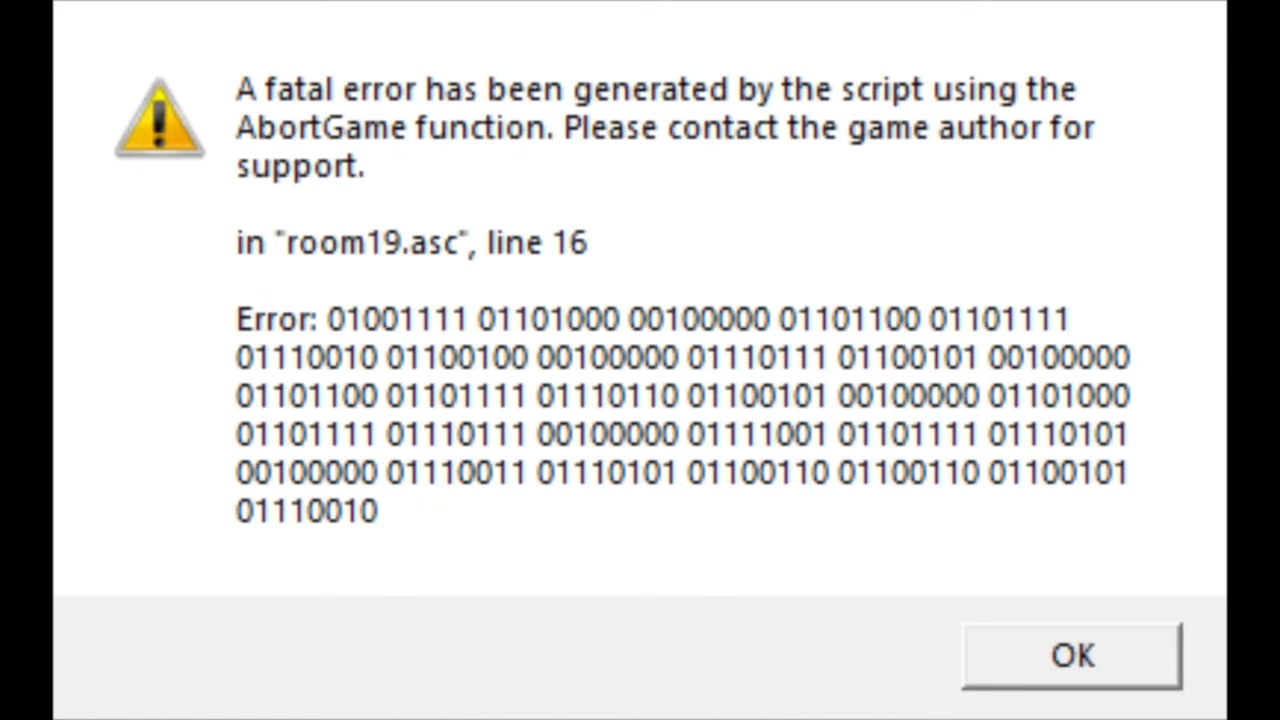 A fatal error has been generated by the script using the
AbortGame function. Please contact the game author for
support.
in "room19.asc", line 16
Error: 01001111 01101000 00100000 01101100 01101111
01110010 01100100 00100000 01110111 01100101 00100000
01101100 01101111 01110110 01100101 00100000 01101000
01101111 01110111 00100000 01111001 01101111 01110101
00100000 01110011 01110101 01100110 01100110 01100101
01110010
OK